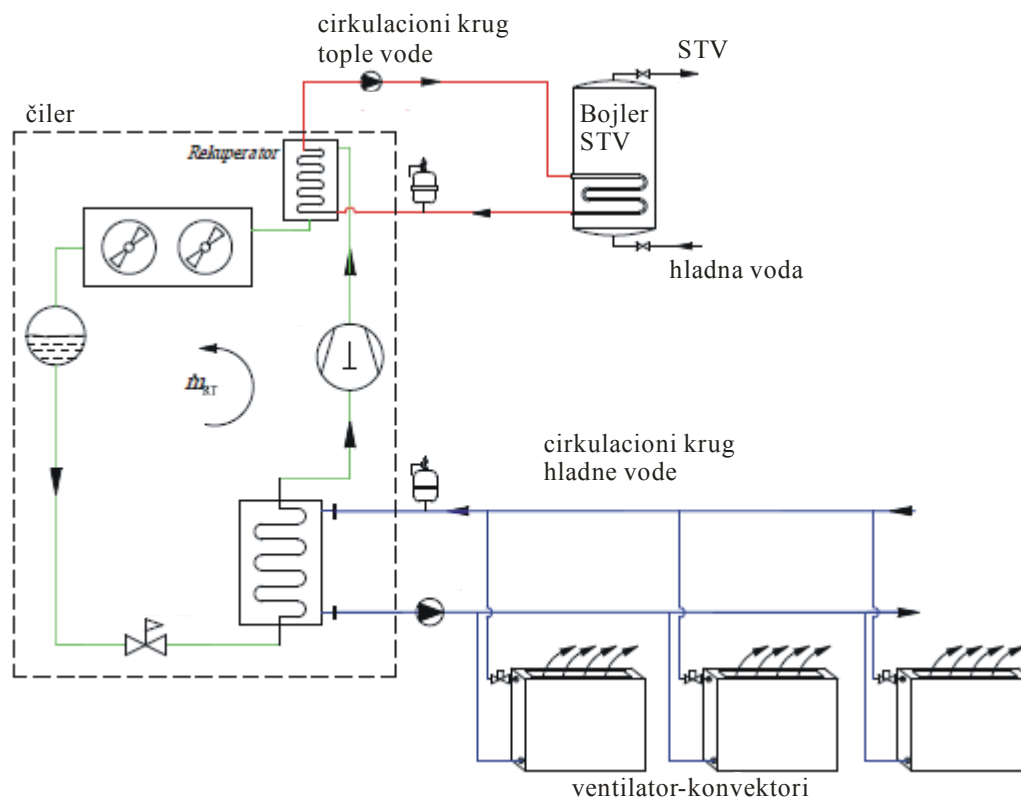 cirkulacioni krug
tople vode
STV
čiler
Bojler
STV
Rekuperator
hladna voda
ṁRT
cirkulacioni krug
hladne vode
ventilator-konvektori